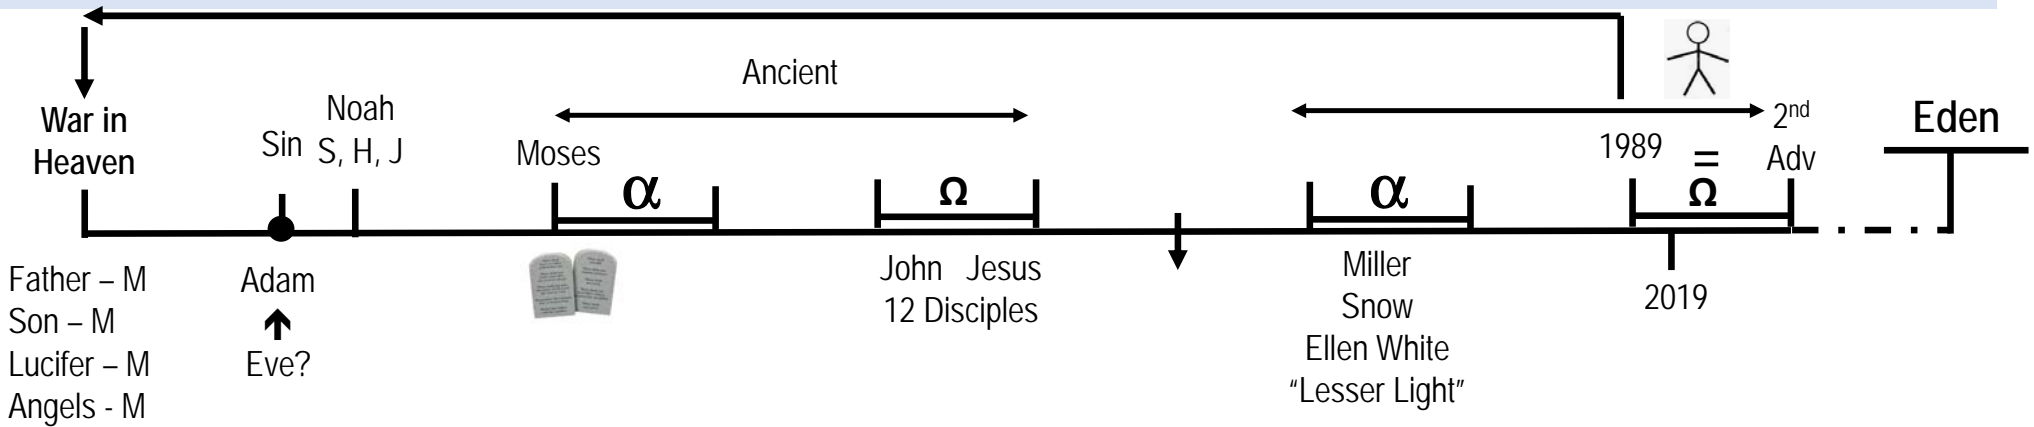 Ancient
War in
Heaven
Sin
Noah
S, H, J
Moses
α
Ω
α
1989
=
Ω
2nd
Adv
Eden
Father – M
Son – M
Lucifer – M
Angels - M
Adam
Eve?
John Jesus
12 Disciples
Miller
Snow
Ellen White
“Lesser Light”
2019